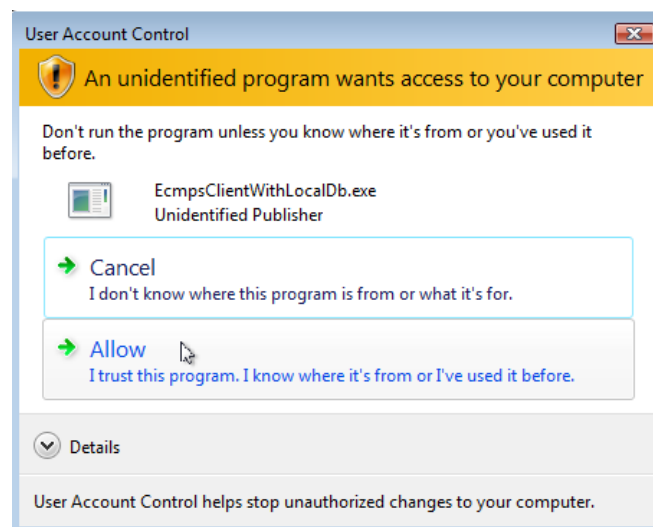 User Account Control
An unidentified program wants access to your computer
Don't run the program unless you know where it's from or you've used it
before.
EcmpsClientWithLocalDb.exe
Unidentified Publisher
Cancel
I don't know where this program is from or what it's for.
Allow
I trust this program. I know where it's from or I've used it before.
Details
User Account Control helps stop unauthorized changes to your computer.